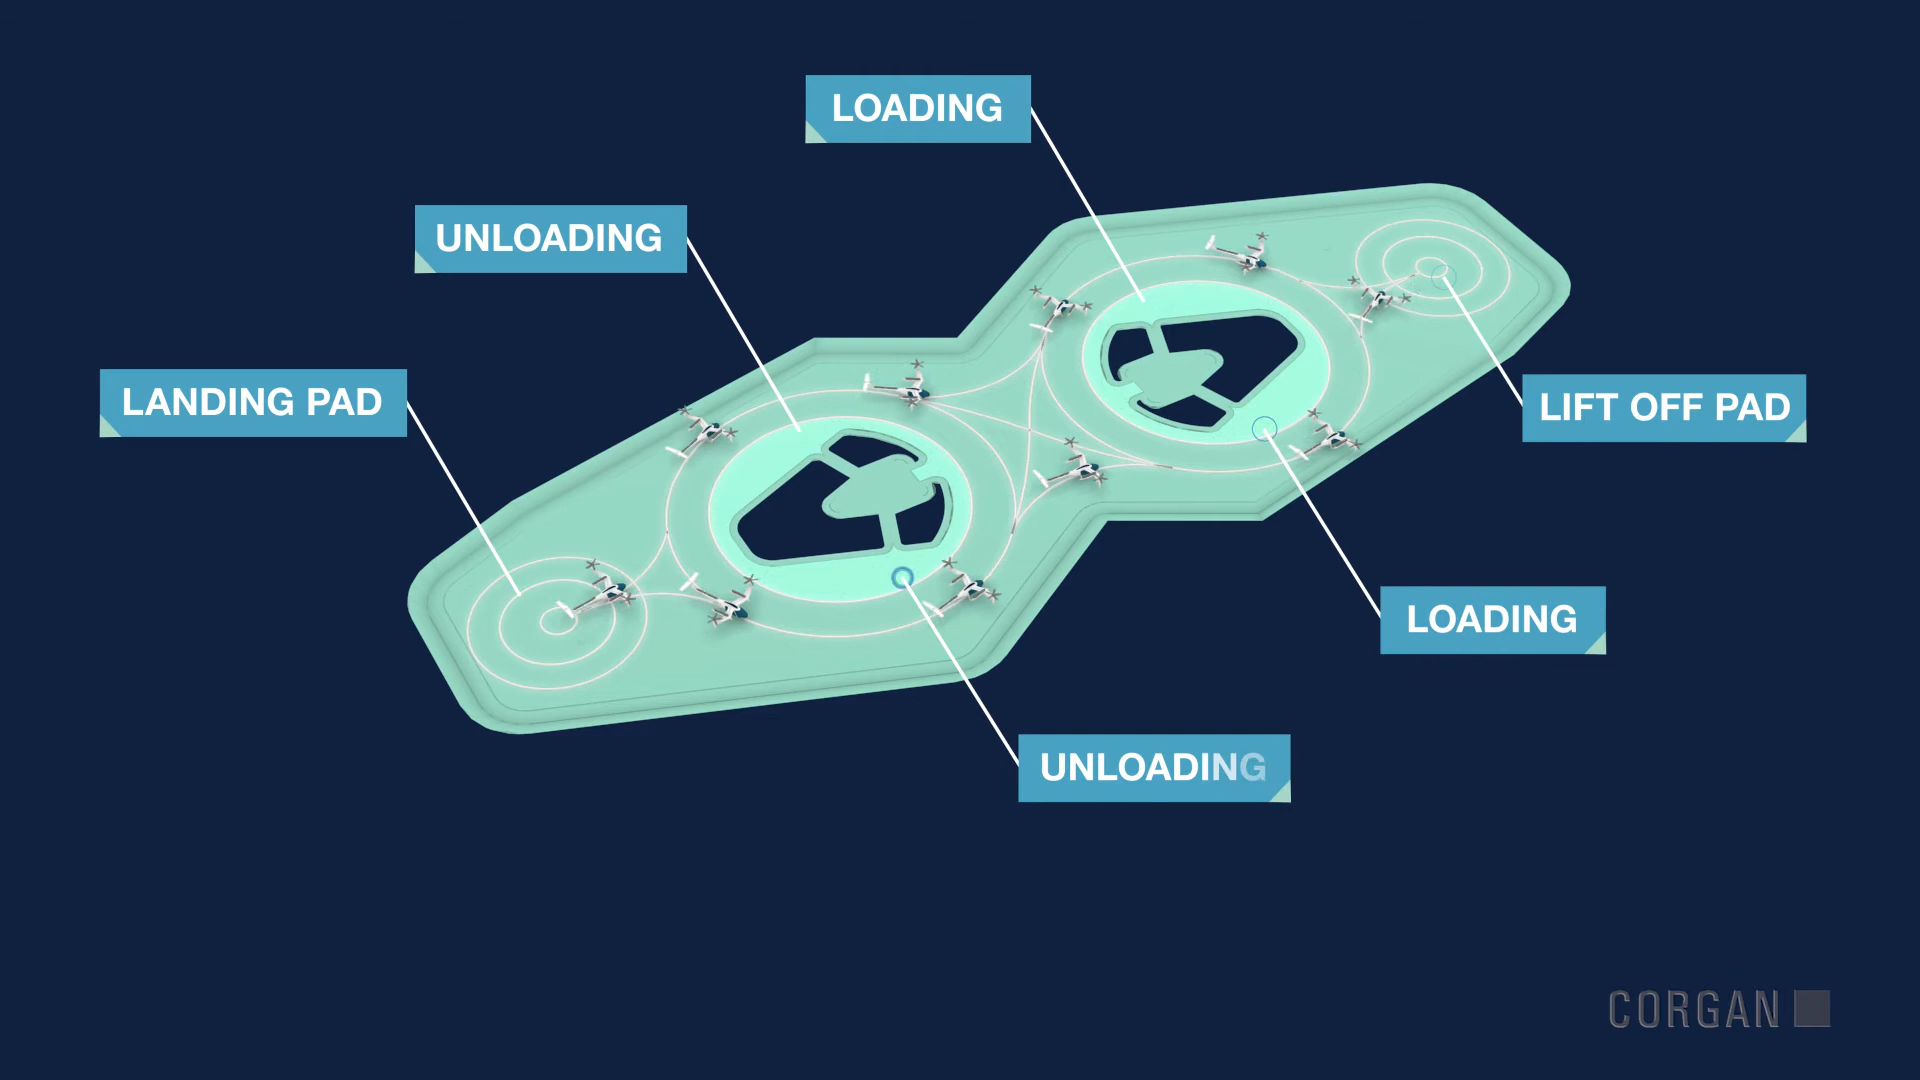 LOADING
UNLOADING
LANDING PAD
LIFT OFF PAD
LOADING
UNLOADING
CORGAN